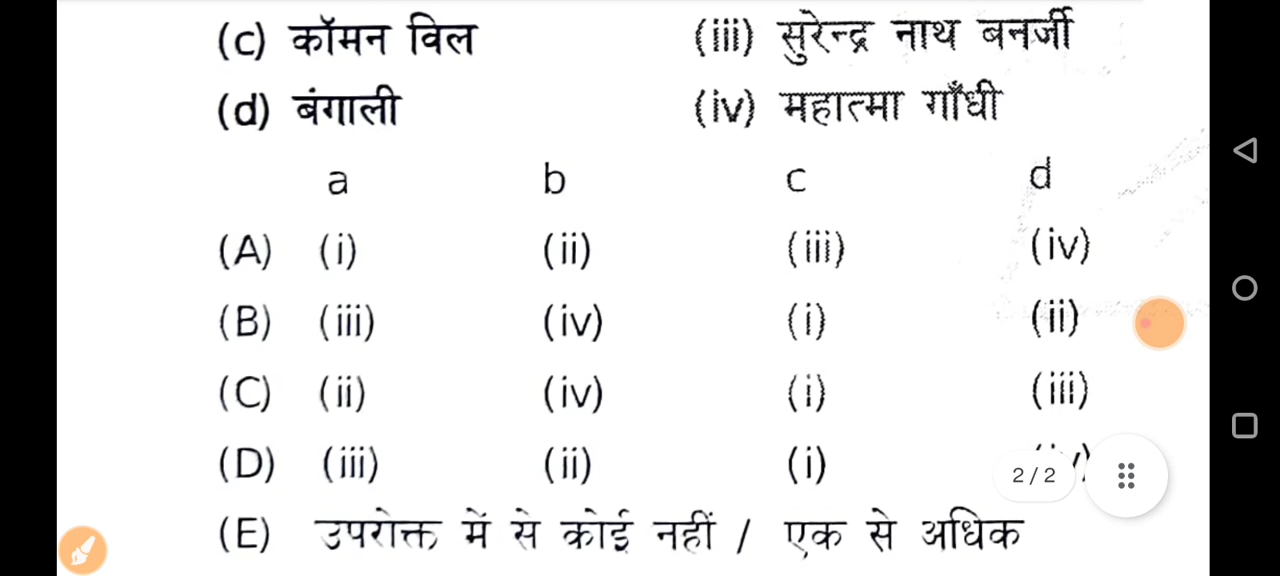 (c) कॉमन विल (iii) सुरेन्द्र नाथ बनर्जी
(d) बंगाली (iv) महात्मा गाँधी
a b c d
(A) (i) (ii) (iii) (iv)
(B) (iii) (iv) (i) (ii)
(C) (ii) (iv) (i) (iii)
(D) (iii) (ii) (i)
2/2
(E) उपरोक्त में से कोई नहीं / एक से अधिक